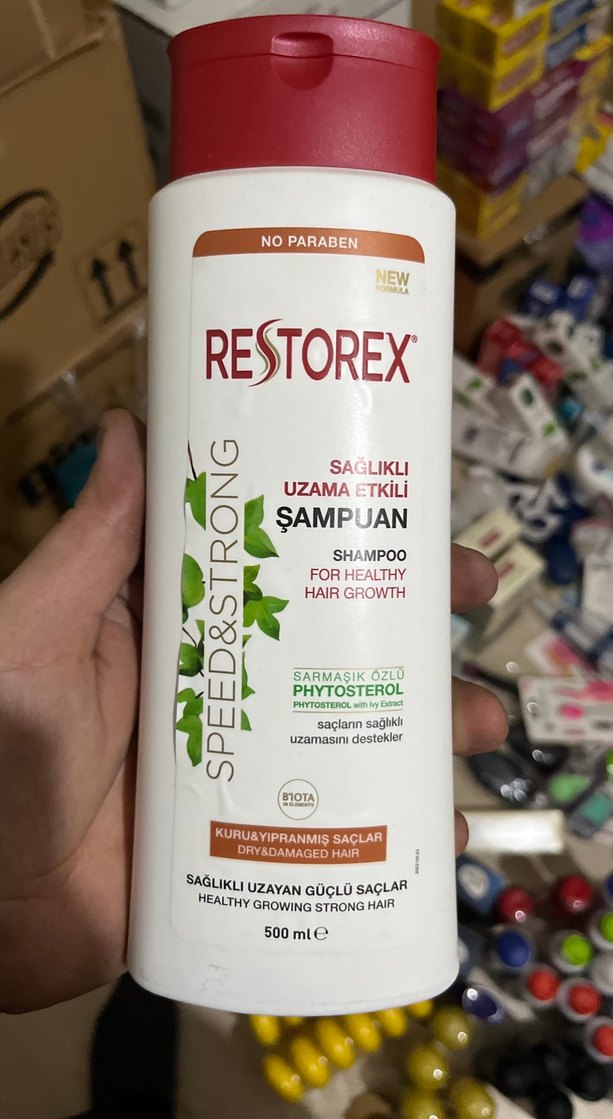 NO PARABEN
NEW
FORMULA
RESTOREX®
SPEED&STRONG
SAĞLIKLI
UZAMA ETKİLİ
ŞAMPUAN
SHAMPOO
FOR HEALTHY
HAIR GROWTH
SARMAŞIK ÖZLÜ
PHYTOSTEROL
PHYTOSTEROL with Ivy Extract
saçların sağlıklı
uzamasını destekler
B'IOTA
KURU&YIPRANMIŞ SAÇLAR
DRY&DAMAGED HAIR
SAĞLIKLI UZAYAN GÜÇLÜ SAÇLAR
HEALTHY GROWING STRONG HAIR
500 ml ℮